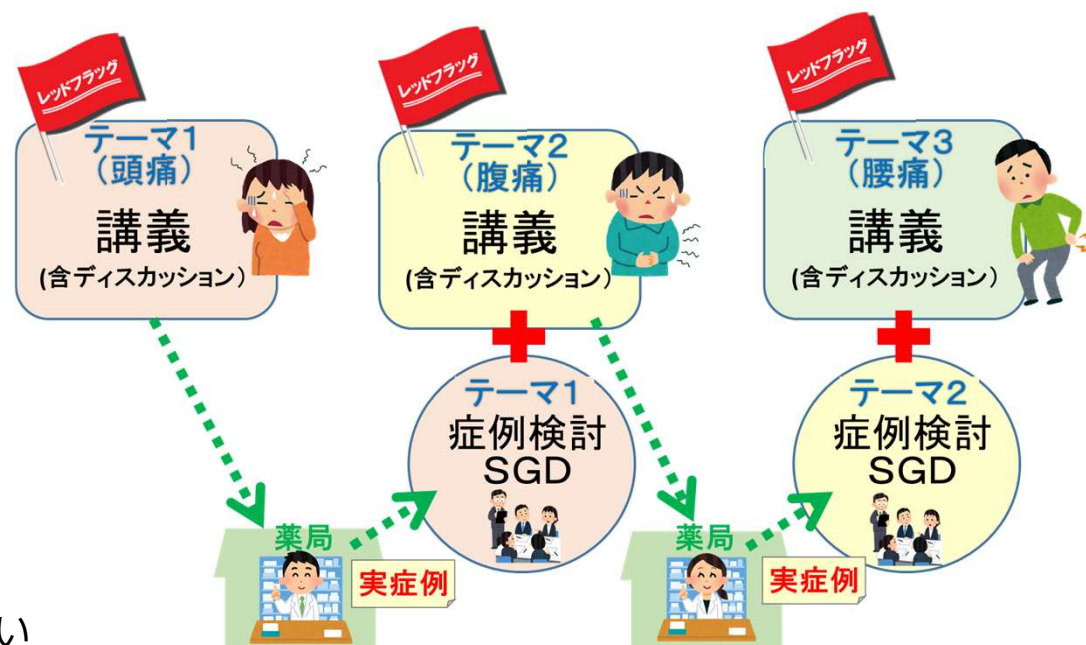 レッドフラッグ
テーマ1
（頭痛）
講義
(含ディスカッション）
レッドフラッグ
テーマ2
（腹痛）
講義
(含ディスカッション）
レッドフラッグ
テーマ3
（腰痛）
講義
(含ディスカッション）
テーマ1
症例検討
SGD
テーマ2
症例検討
SGD
薬局
実症例
薬局
実症例
い